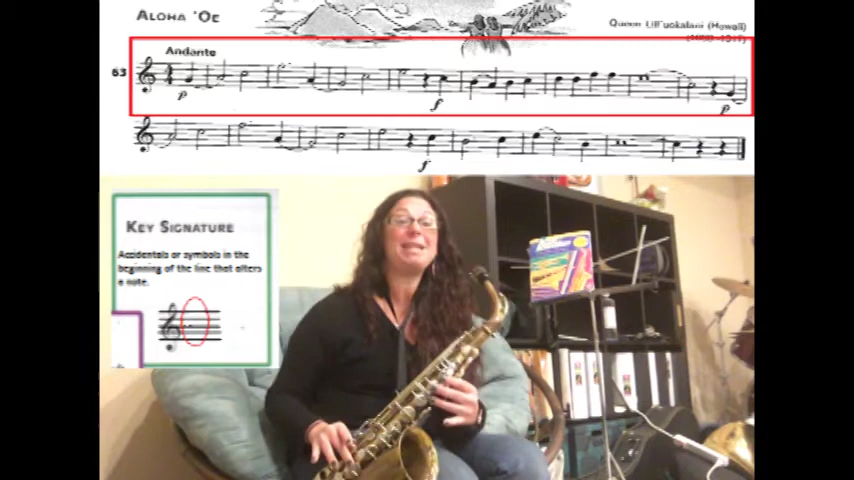 ALOHA 'OE
Queen Lili'uokalani (Hawaii)
Andante
63
p
f
p
f
KEY SIGNATURE
Accidentals or symbols in the
beginning of the line that alters
a note.